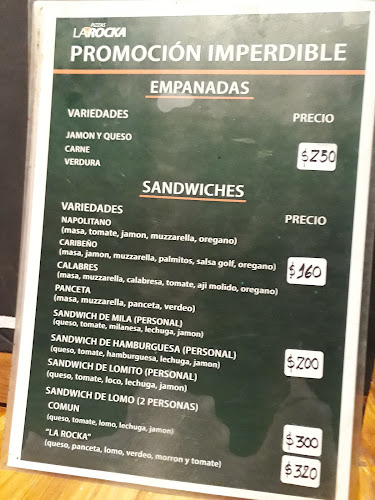 PIZZAS
LA ROCKA
PROMOCIÓN IMPERDIBLE
EMPANADAS
VARIEDADES PRECIO
JAMON Y QUESO
CARNE $250
VERDURA
SANDWICHES
VARIEDADES PRECIO
NAPOLITANO
(masa, tomate, jamon, muzzarella, oregano)
CARIBEÑO
(masa, jamon, muzzarella, palmitos, salsa golf, oregano)
CALABRES $160
(masa, muzzarella, calabresa, tomate, aji molido, oregano)
PANCETA
(masa, muzzarella, panceta, verdeo)
SANDWICH DE MILA (PERSONAL)
(queso, tomate, milanesa, lechuga, jamon)
SANDWICH DE HAMBURGUESA (PERSONAL)
(queso, tomate, hamburguesa, lechuga, jamon) $200
SANDWICH DE LOMITO (PERSONAL)
(queso, tomate, loco, lechuga, jamon)
SANDWICH DE LOMO (2 PERSONAS)
COMUN
(queso, tomate, lomo, lechuga, jamon) $300
"LA ROCKA"
(queso, panceta, lomo, verdeo, morron y tomate) $320